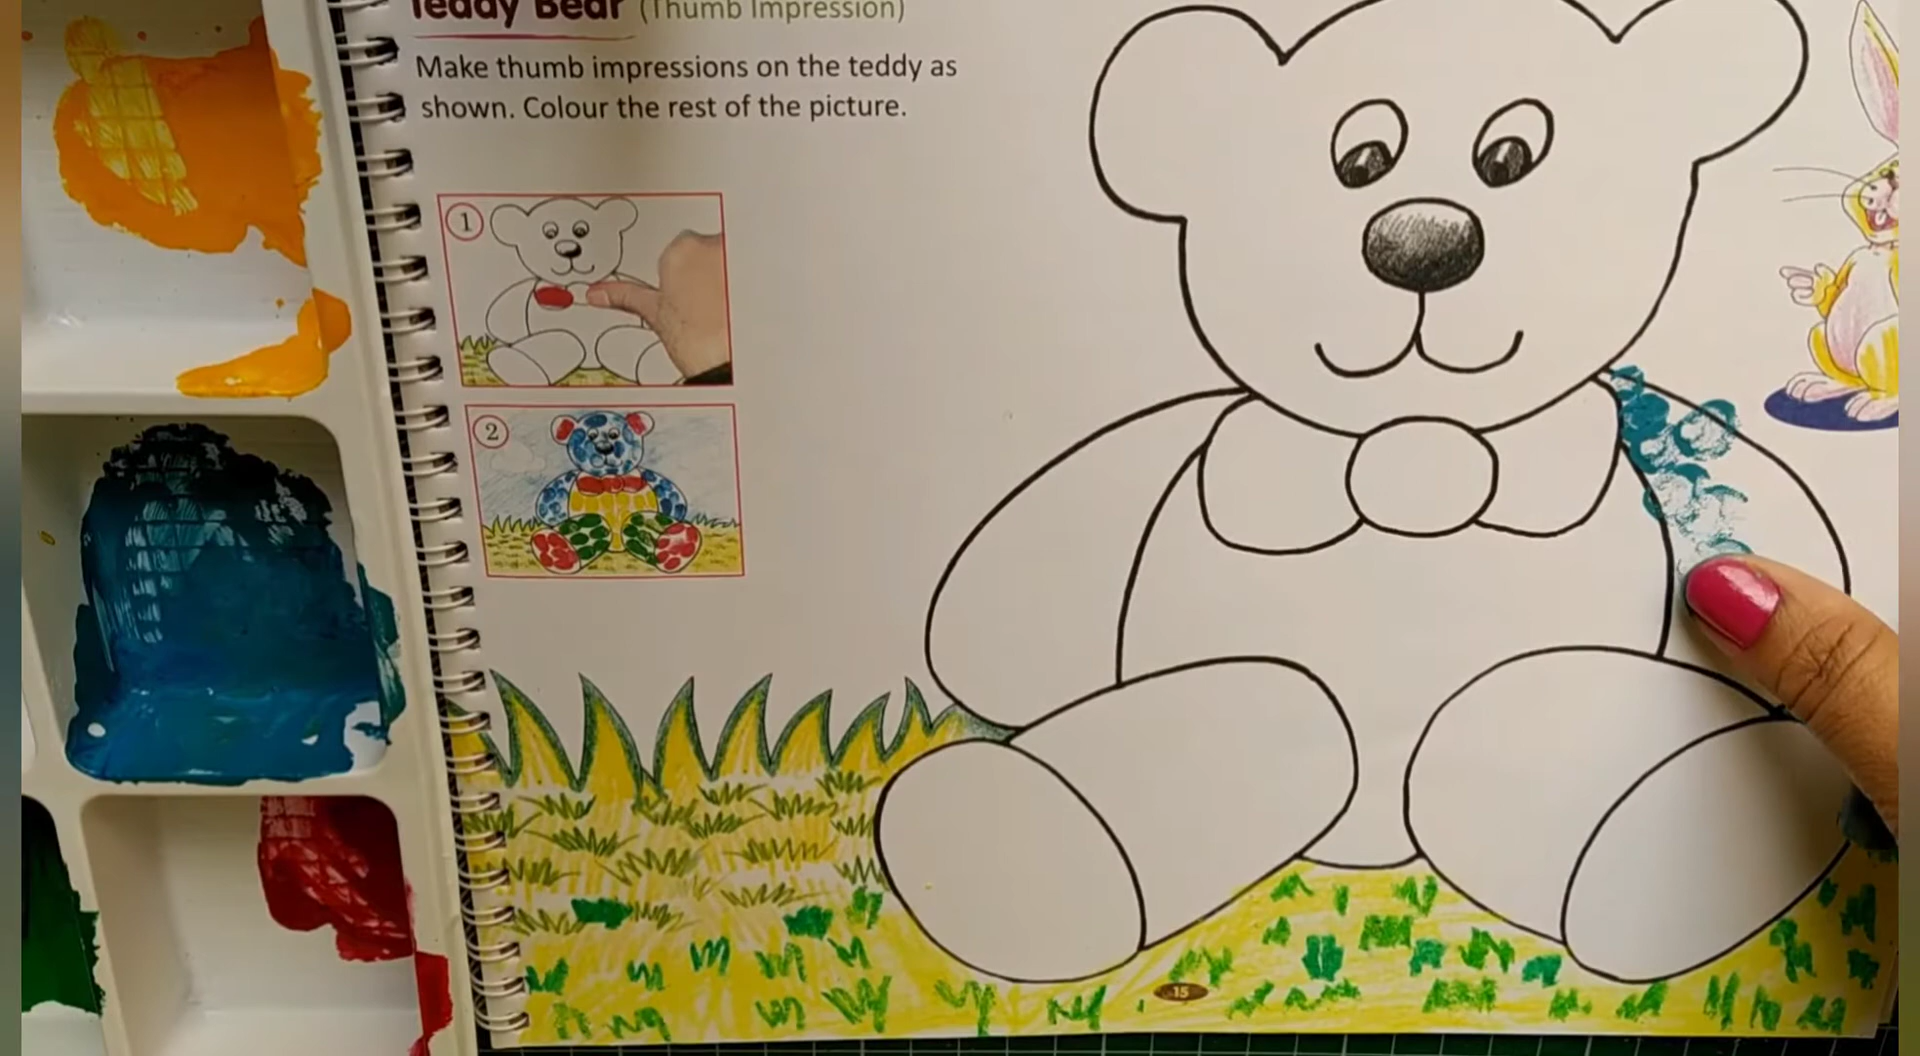 Teddy Bear (Thumb Impression)
Make thumb impressions on the teddy as
shown. Colour the rest of the picture.
1
2
15